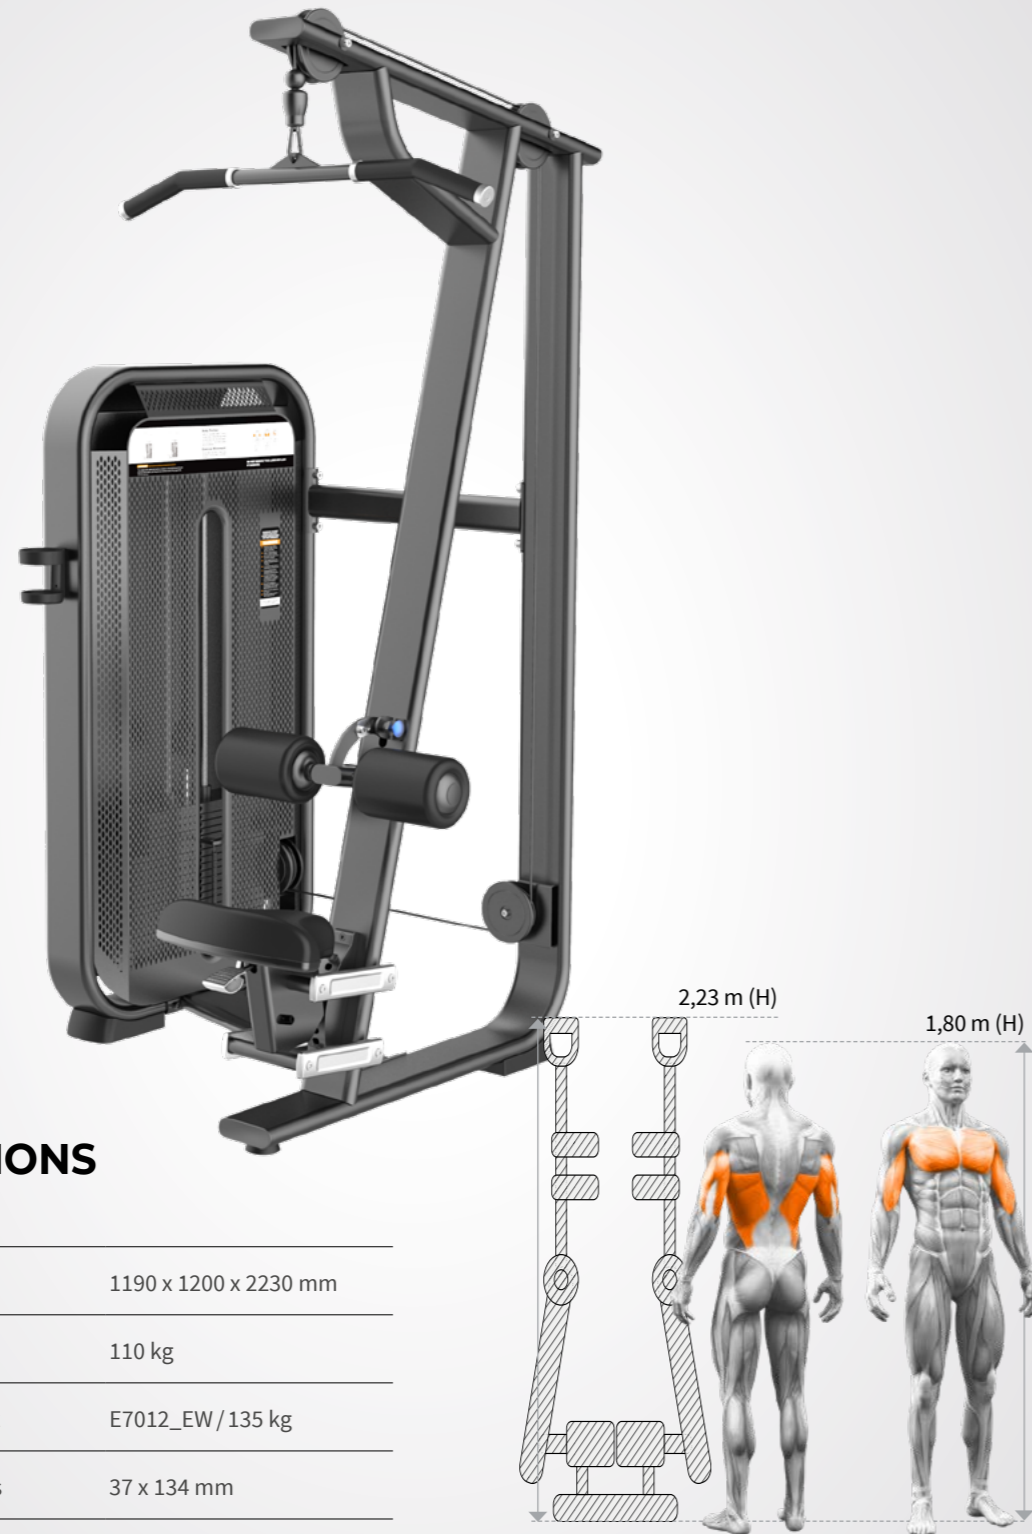 2,23 m (H)
1,80 m (H)
IONS
1190 x 1200 x 2230 mm
110 kg
E7012_EW / 135 kg
s 37 x 134 mm